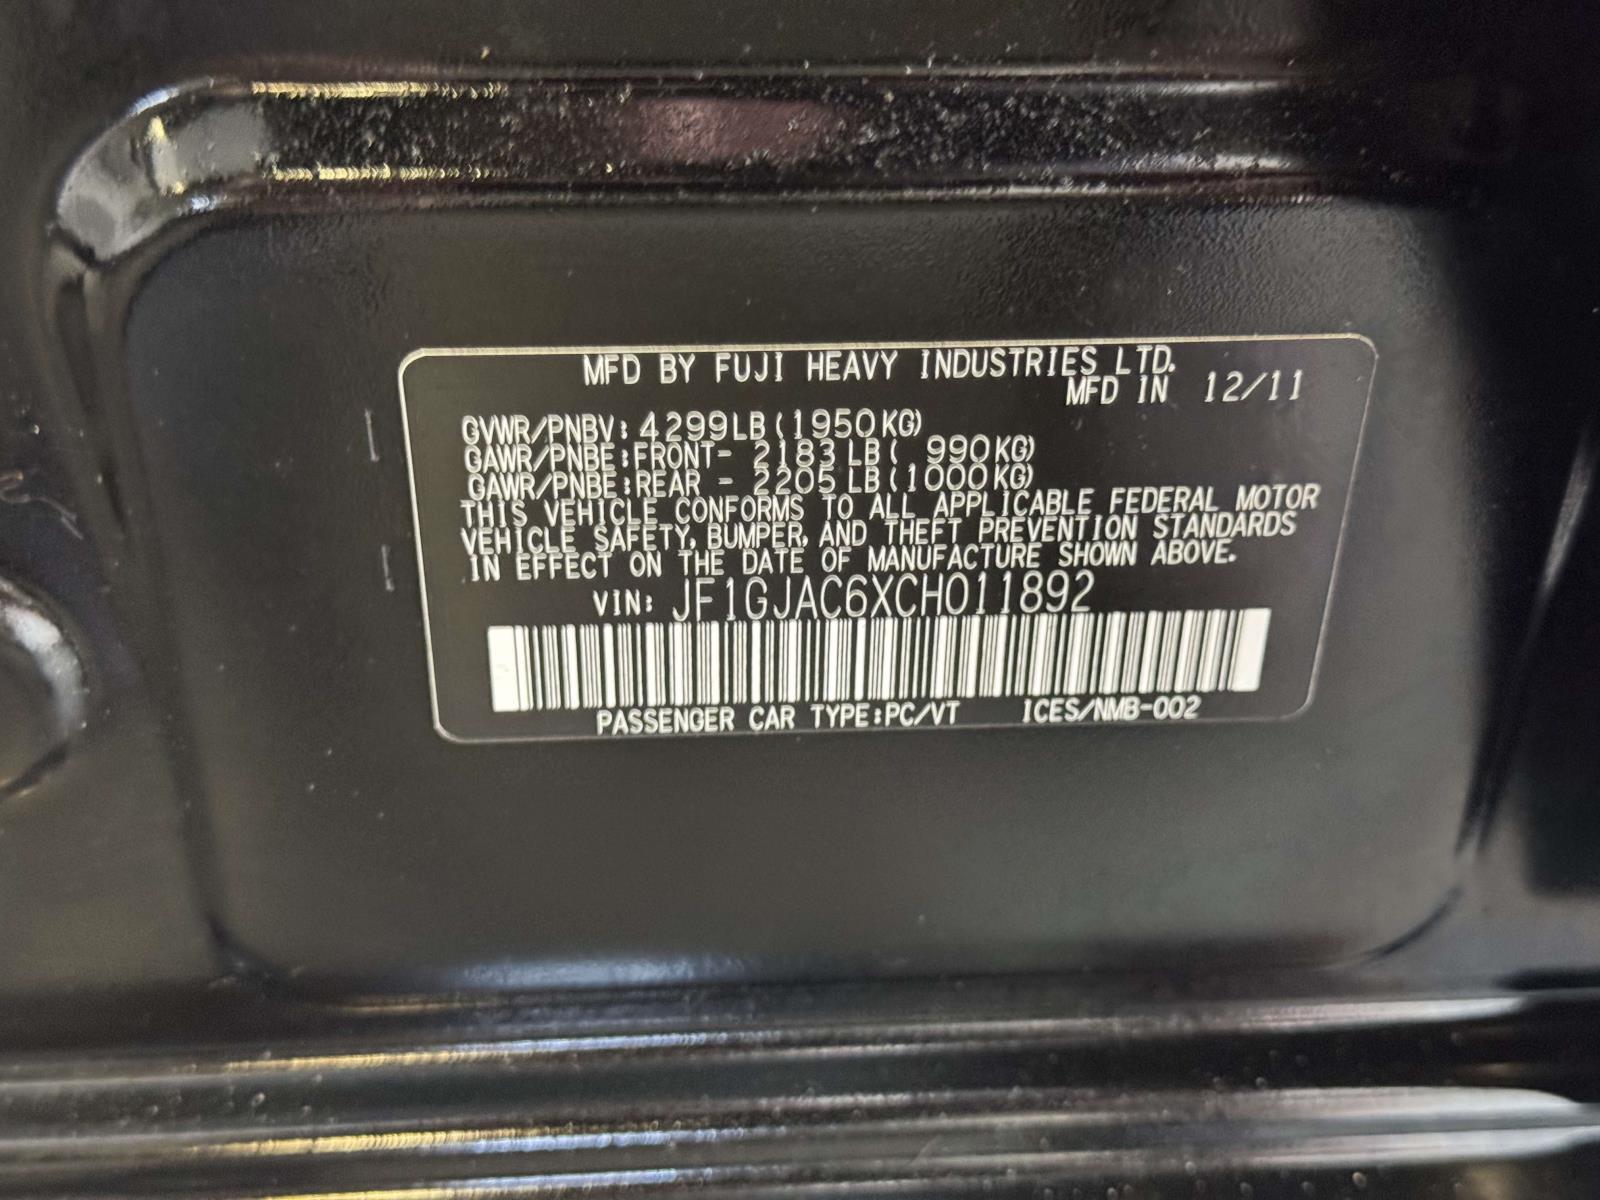 MFD BY FUJI HEAVY INDUSTRIES LTD.
MFD IN 12/11
GVWR/PNBV: 4299LB (1950KG)
GAWR/PNBE:FRONT- 2183 LB ( 990KG)
GAWR/PNBE:REAR - 2205 LB (1000KG)
THIS VEHICLE CONFORMS TO ALL APPLICABLE FEDERAL MOTOR
VEHICLE SAFETY, BUMPER, AND THEFT PREVENTION STANDARDS
IN EFFECT ON THE DATE OF MANUFACTURE SHOWN ABOVE.
VIN: JF1GJAC6XCH011892
PASSENGER CAR TYPE:PC/VT ICES/NMB-002